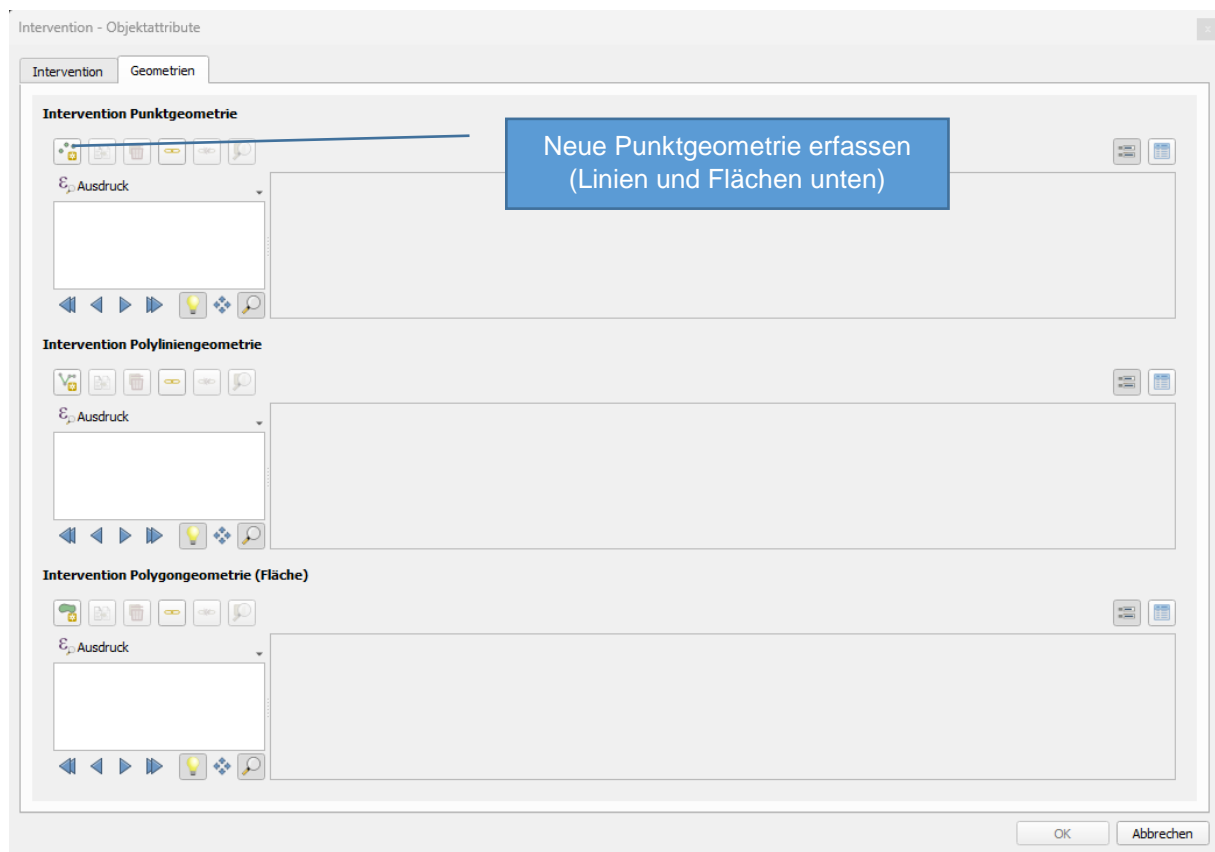 Intervention - Objektattribute
x
Intervention Geometrien
Intervention Punktgeometrie
Neue Punktgeometrie erfassen
(Linien und Flächen unten)
ε Ausdruck
Intervention Polyliniengeometrie
ε Ausdruck
Intervention Polygongeometrie (Fläche)
ε Ausdruck
OK Abbrechen